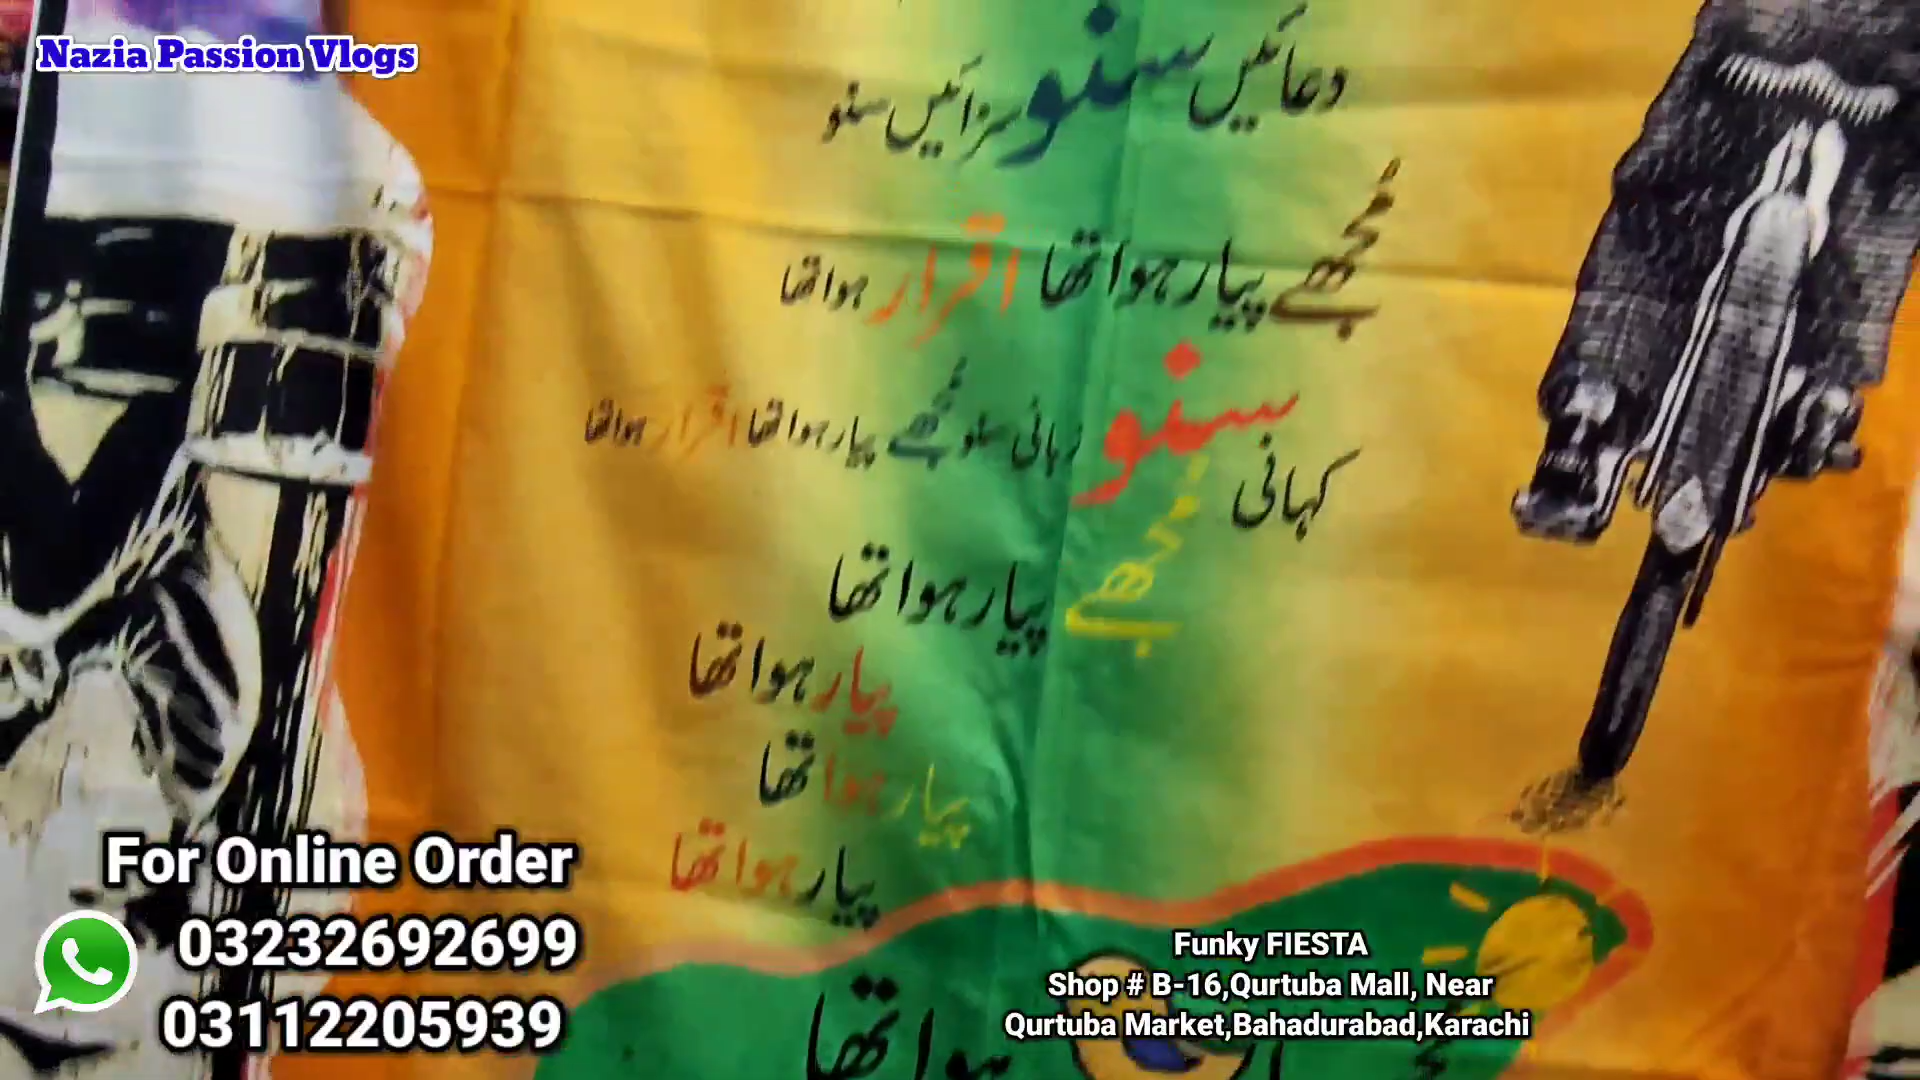 Nazia Passion Vlogs
دعائیں سنو سزائیں سنو
مجھے پیار ہوا تھا اقرار ہوا تھا
کہانی سنو زبانی سنو مجھے پیار ہوا تھا اقرار ہوا تھا
مجھے پیار ہوا تھا
پیار ہوا تھا
پیار ہوا تھا
پیار ہوا تھا
ہوا تھا
For Online Order
03232692699
03112205939
Funky FIESTA
Shop # B-16,Qurtuba Mall, Near
Qurtuba Market,Bahadurabad,Karachi